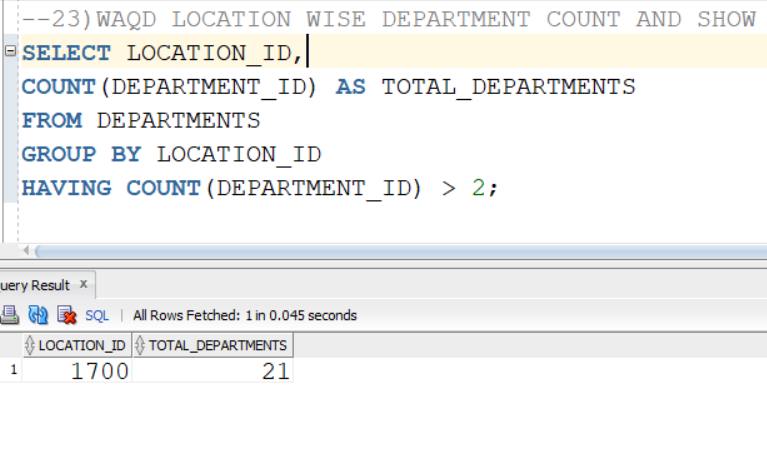 --23)WAQD LOCATION WISE DEPARTMENT COUNT AND SHOW
SELECT LOCATION_ID,
COUNT(DEPARTMENT_ID) AS TOTAL_DEPARTMENTS
FROM DEPARTMENTS
GROUP BY LOCATION_ID
HAVING COUNT(DEPARTMENT_ID) > 2;
uery Result x
SQL | All Rows Fetched: 1 in 0.045 seconds
LOCATION_ID TOTAL_DEPARTMENTS
1 1700 21